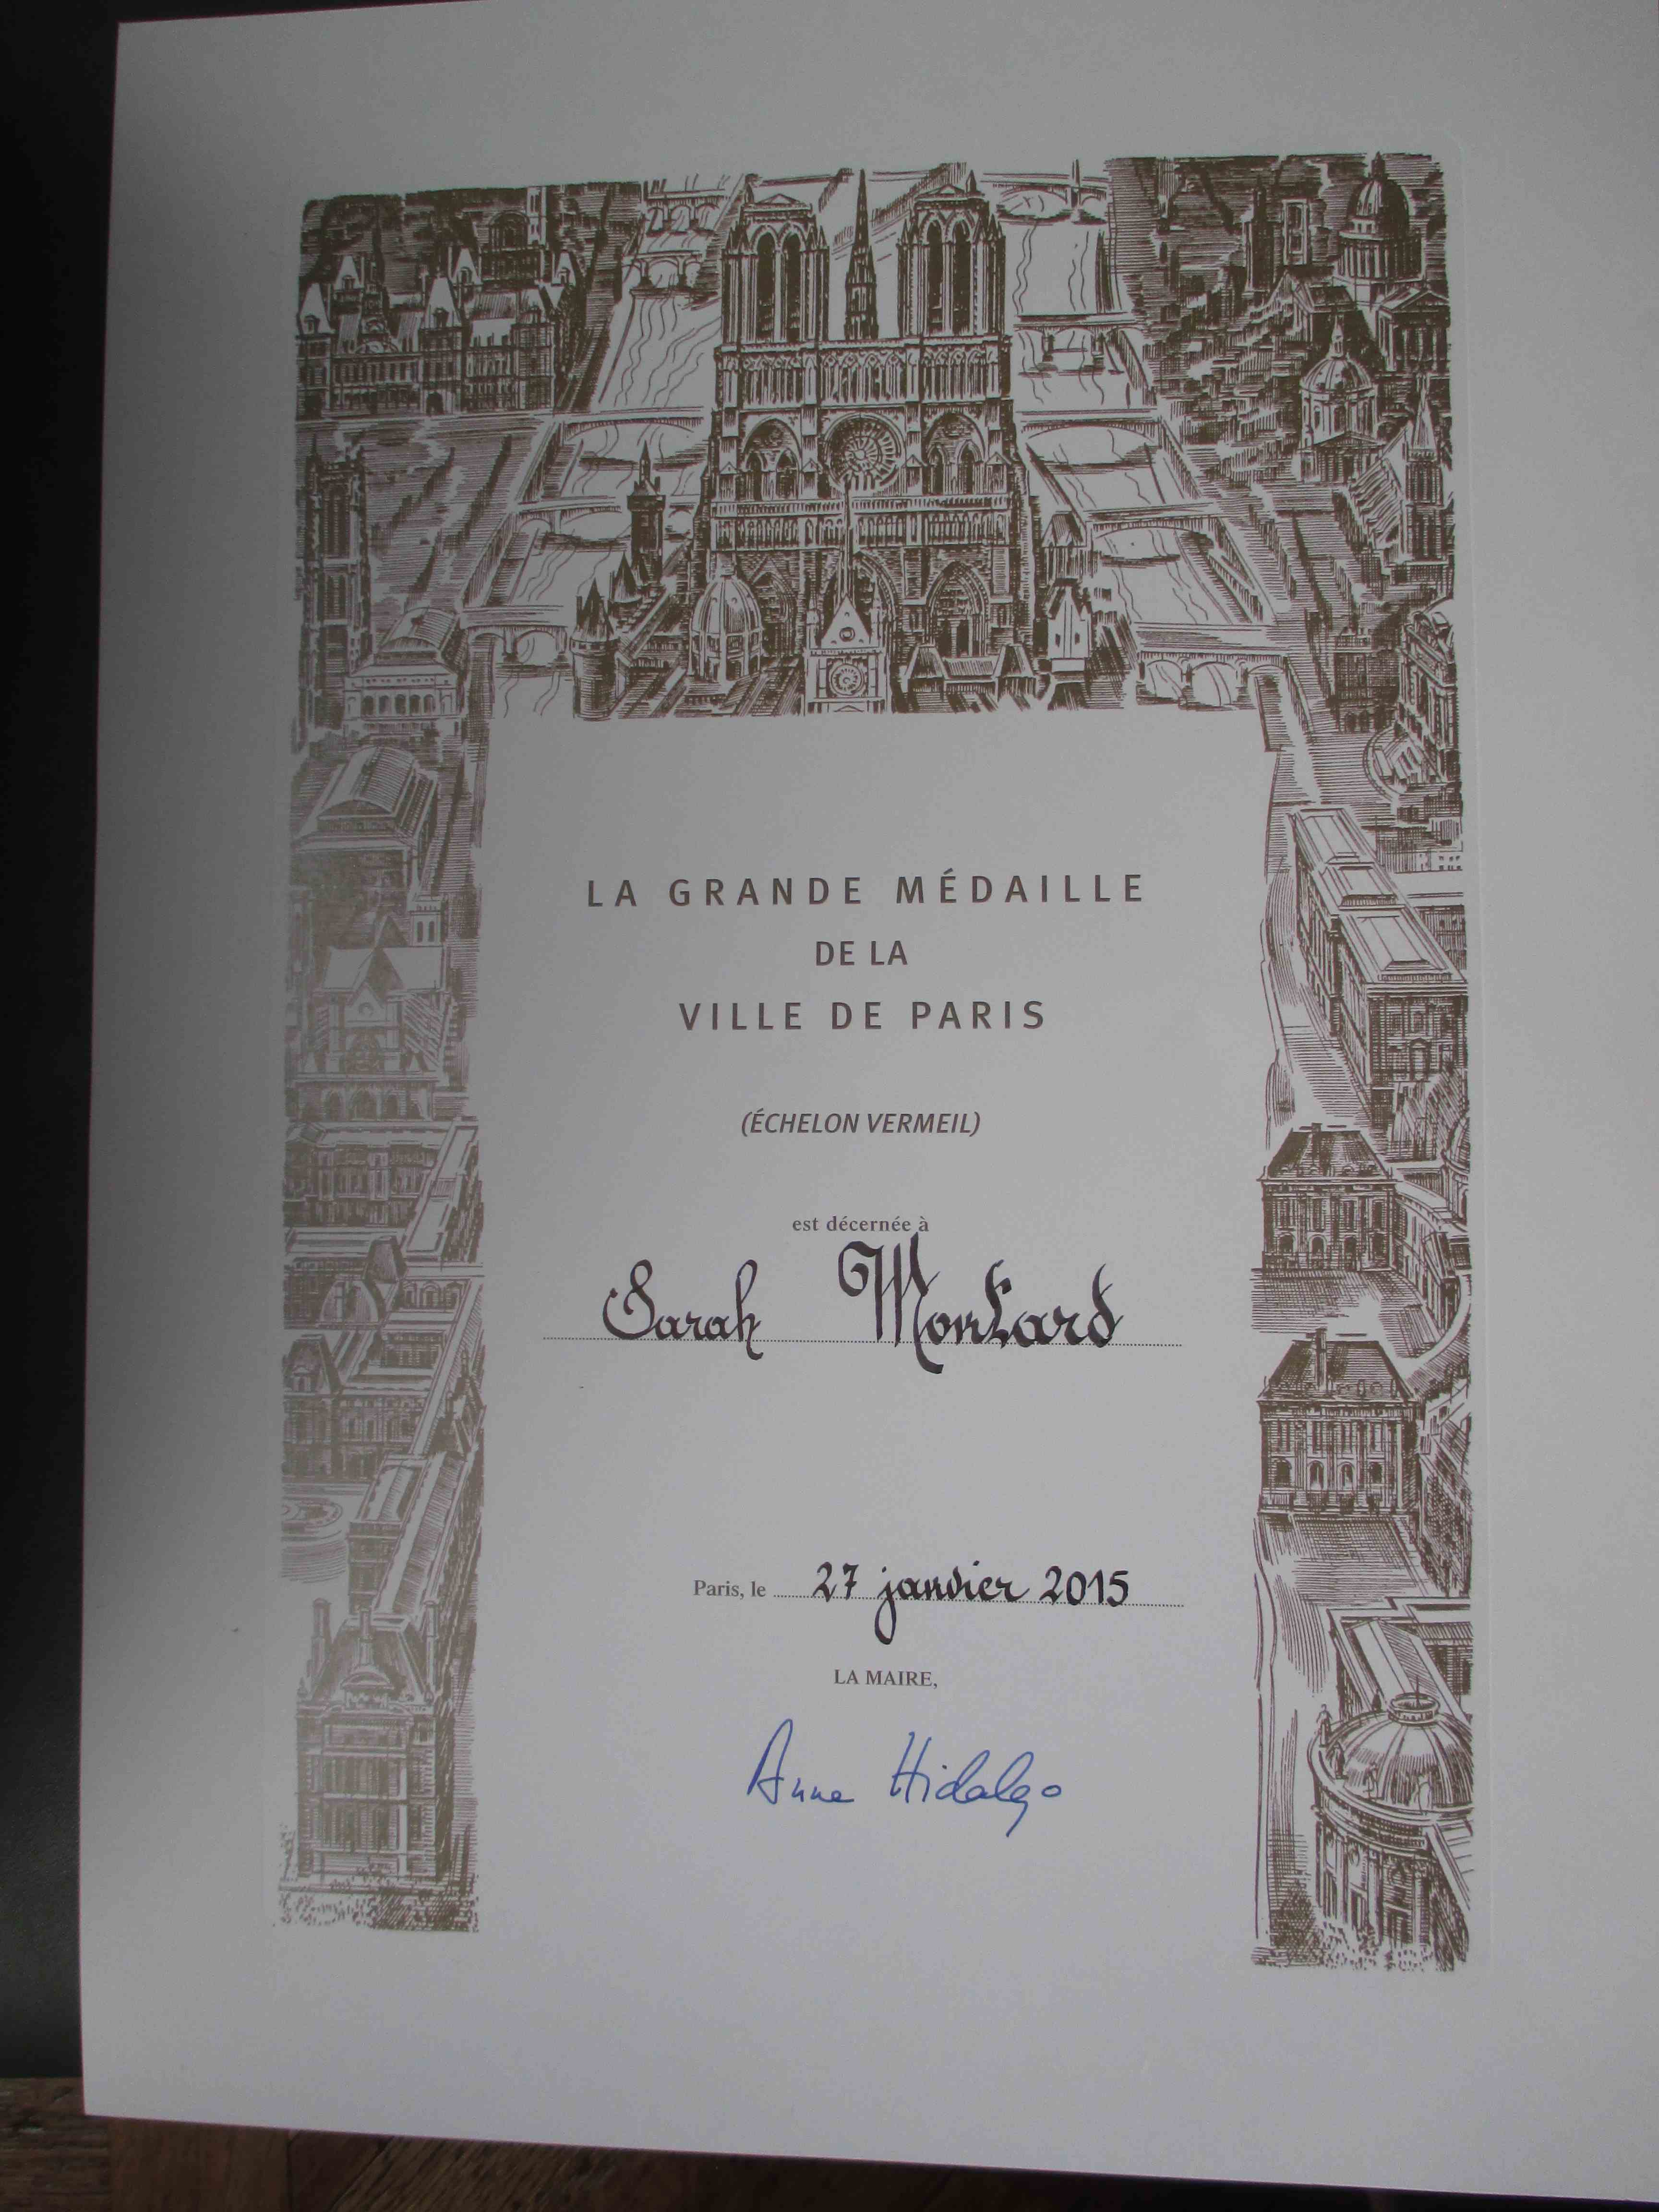 LA GRANDE MÉDAILLE
DE LA
VILLE DE PARIS
(ÉCHELON VERMEIL)
est décernée à
Sarah Montard
Paris, le 27 janvier 2015
LA MAIRE,
Anne Hidalgo